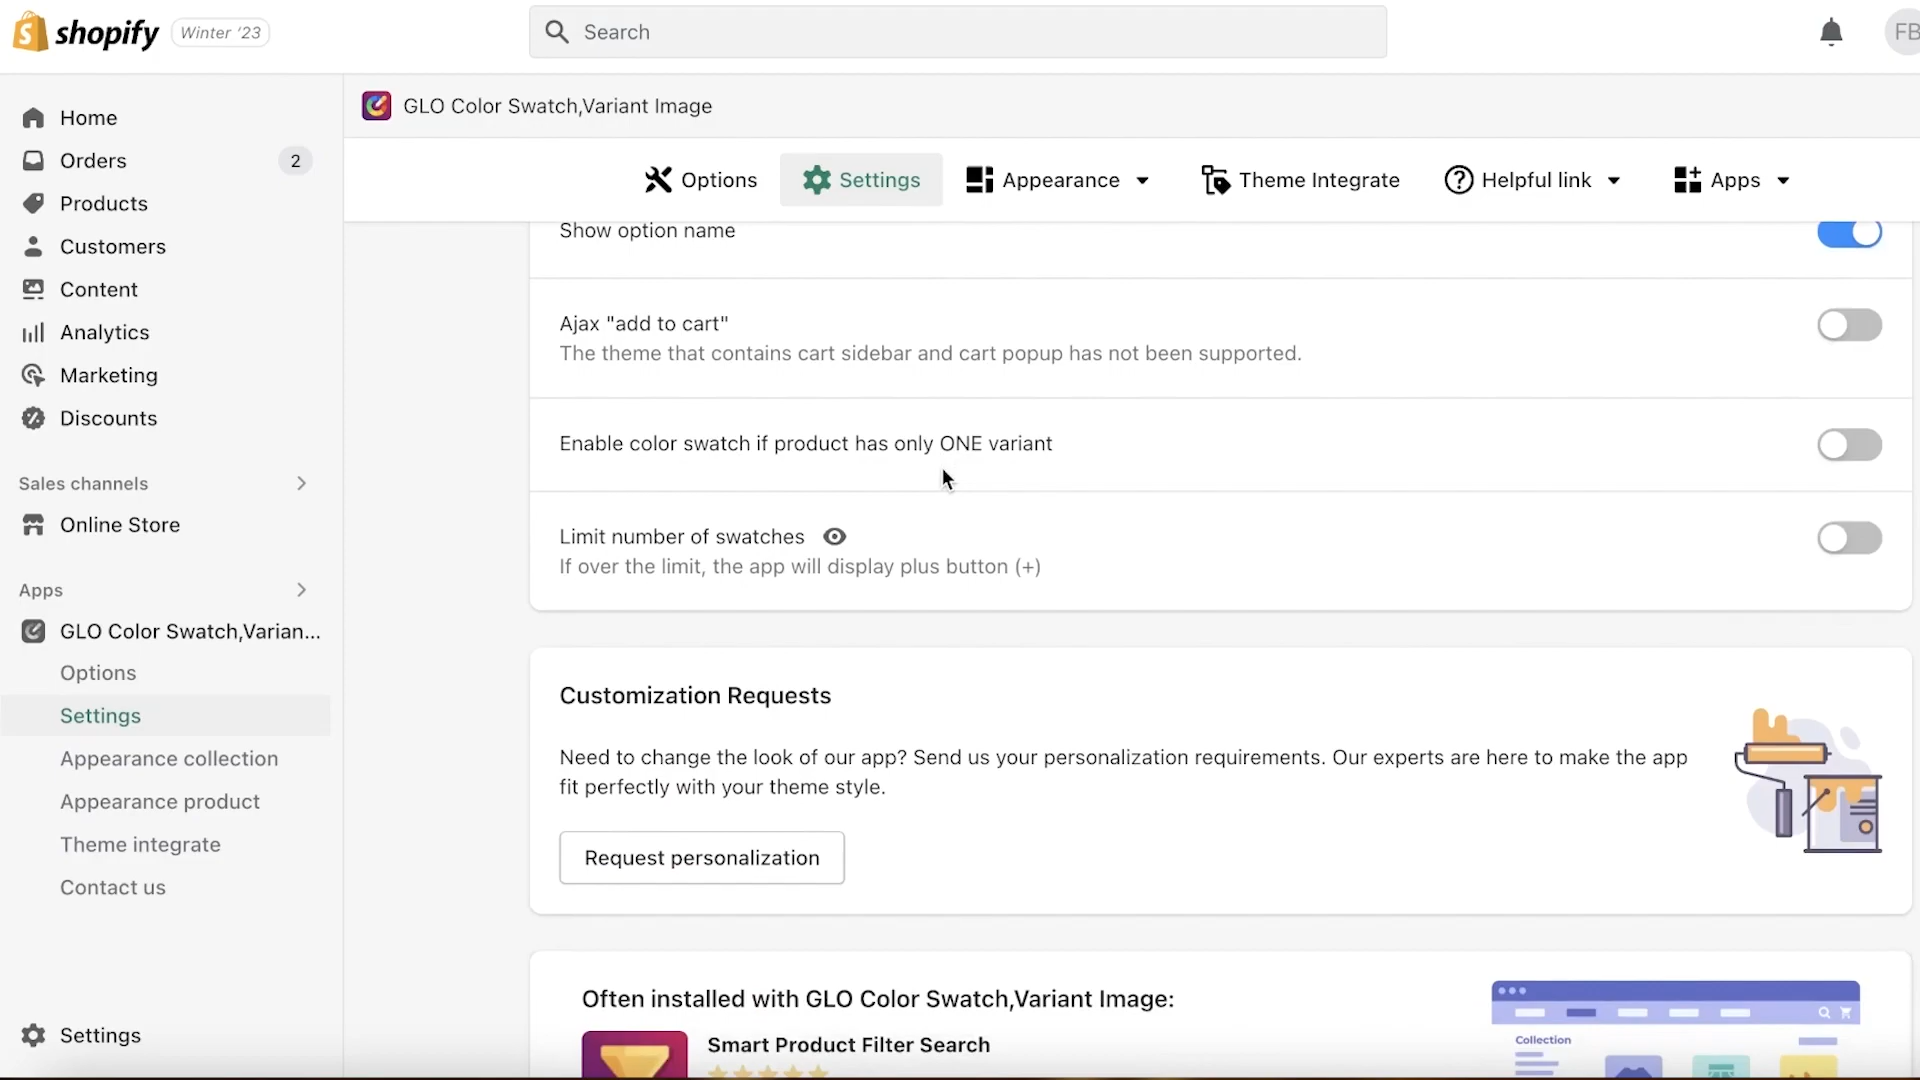 shopify
Winter '23
Search
FB
Home
Orders
2
Products
Customers
Content
Analytics
Marketing
Discounts
Sales channels
Online Store
Apps
GLO Color Swatch,Varian...
Options
Settings
Appearance collection
Appearance product
Theme integrate
Contact us
Settings
GLO Color Swatch,Variant Image
Options
Settings
Appearance
Theme Integrate
Helpful link
Apps
Show option name
Ajax "add to cart"
The theme that contains cart sidebar and cart popup has not been supported.
Enable color swatch if product has only ONE variant
Limit number of swatches
If over the limit, the app will display plus button (+)
Customization Requests
Need to change the look of our app? Send us your personalization requirements. Our experts are here to make the app
fit perfectly with your theme style.
Request personalization
Often installed with GLO Color Swatch,Variant Image:
Smart Product Filter Search
Collection